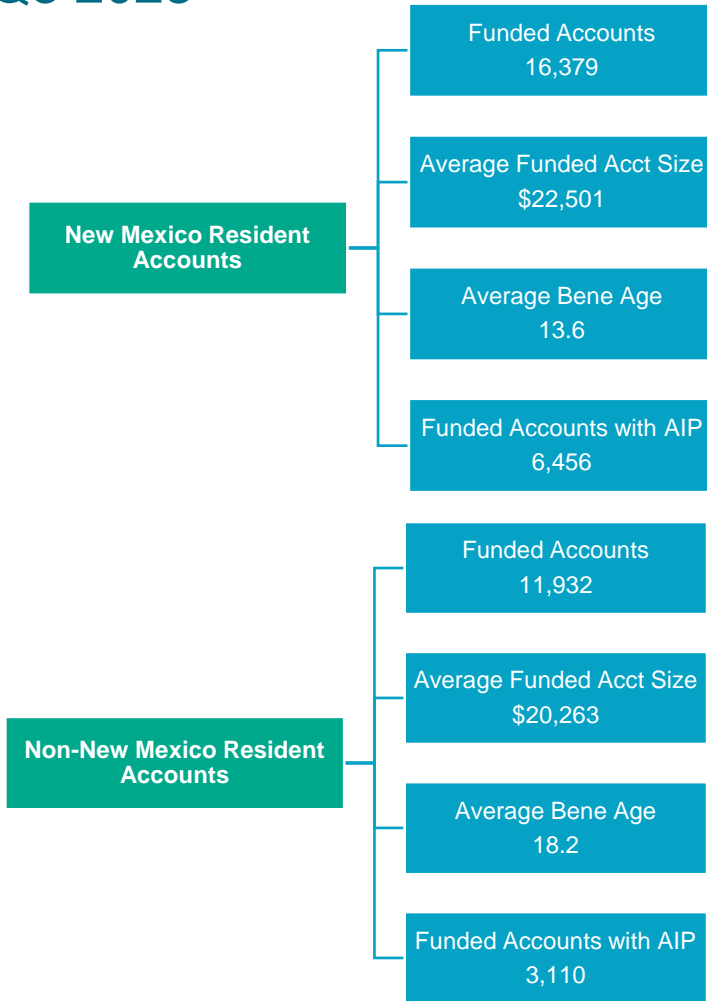 New Mexico Resident
Accounts
Funded Accounts
16,379
Average Funded Acct Size
$22,501
Average Bene Age
13.6
Funded Accounts with AIP
6,456
Non-New Mexico Resident
Accounts
Funded Accounts
11,932
Average Funded Acct Size
$20,263
Average Bene Age
18.2
Funded Accounts with AIP
3,110